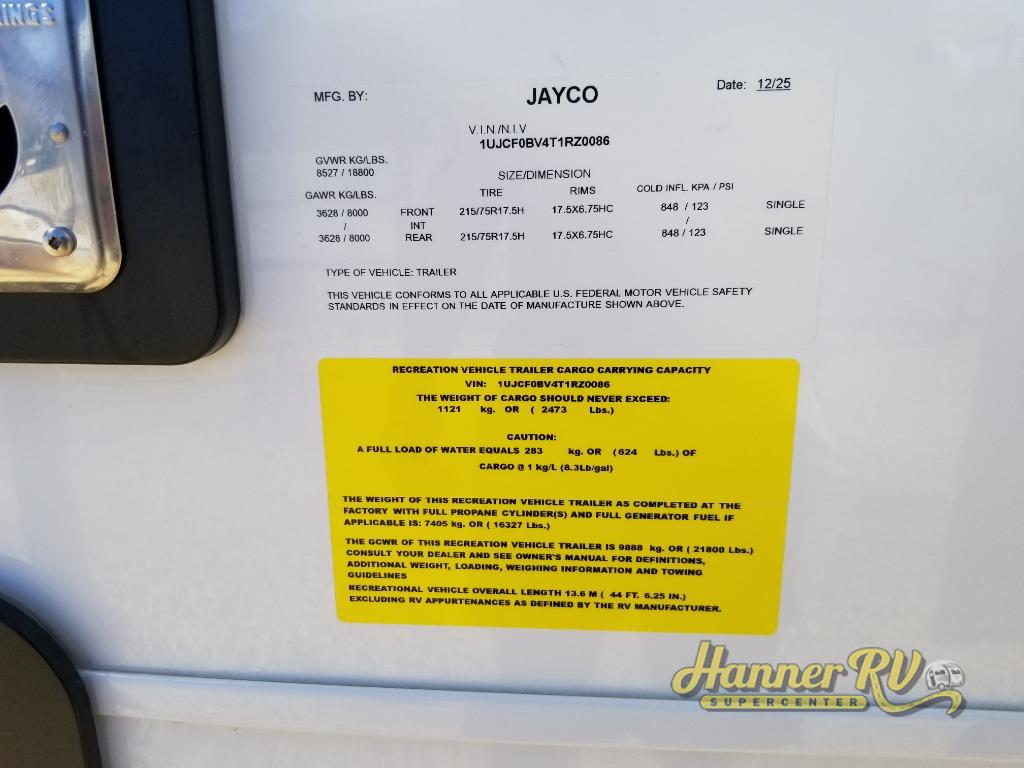 NINGS
MFG. BY: JAYCO Date: 12/25
V.I.N./N.I.V
1UJCF0BV4T1RZ0086
GVWR KG/LBS.
8527 / 18800
SIZE/DIMENSION
GAWR KG/LBS. TIRE RIMS COLD INFL. KPA / PSI
3628 / 8000 FRONT 215/75R17.5H 17.5X6.75HC 848 / 123 SINGLE
INT /
3628 / 8000 REAR 215/75R17.5H 17.5X6.75HC 848 / 123 SINGLE
TYPE OF VEHICLE: TRAILER
THIS VEHICLE CONFORMS TO ALL APPLICABLE U.S. FEDERAL MOTOR VEHICLE SAFETY
STANDARDS IN EFFECT ON THE DATE OF MANUFACTURE SHOWN ABOVE.
RECREATION VEHICLE TRAILER CARGO CARRYING CAPACITY
VIN: 1UJCF0BV4T1RZ0086
THE WEIGHT OF CARGO SHOULD NEVER EXCEED:
1121 kg. OR ( 2473 Lbs.)
CAUTION:
A FULL LOAD OF WATER EQUALS 283 kg. OR (624 Lbs.) OF
CARGO @ 1 kg/L (8.3Lb/gal)
THE WEIGHT OF THIS RECREATION VEHICLE TRAILER AS COMPLETED AT THE
FACTORY WITH FULL PROPANE CYLINDER(S) AND FULL GENERATOR FUEL IF
APPLICABLE IS: 7405 kg. OR ( 16327 Lbs.)
THE GCWR OF THIS RECREATION VEHICLE TRAILER IS 9888 kg. OR ( 21800 Lbs.)
CONSULT YOUR DEALER AND SEE OWNER'S MANUAL FOR DEFINITIONS,
ADDITIONAL WEIGHT, LOADING, WEIGHING INFORMATION AND TOWING
GUIDELINES
RECREATIONAL VEHICLE OVERALL LENGTH 13.6 M ( 44 FT. 6.25 IN.)
EXCLUDING RV APPURTENANCES AS DEFINED BY THE RV MANUFACTURER.
Hanner RV
SUPERCENTER